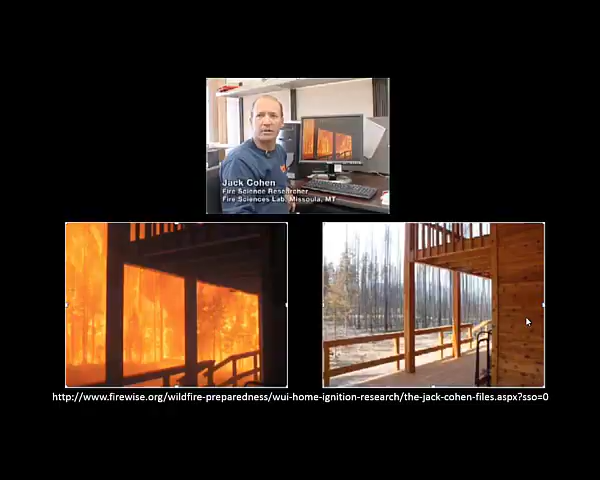 Jack Cohen
Fire Science Researcher
Fire Sciences Lab, Missoula, MT
http://www.firewise.org/wildfire-preparedness/wui-home-ignition-research/the-jack-cohen-files.aspx?sso=0